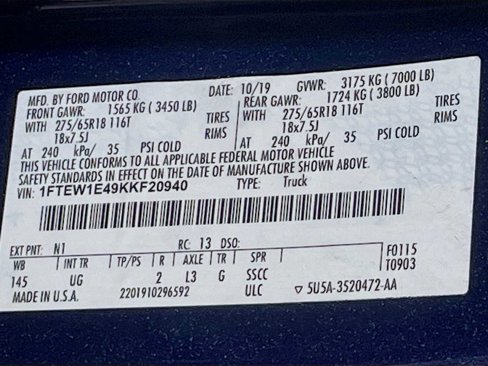 MFD. BY FORD MOTOR CO. DATE: 10/19 GVWR: 3175 KG ( 7000 LB)
FRONT GAWR: 1565 KG ( 3450 LB) REAR GAWR: 1724 KG ( 3800 LB)
WITH 275/65R18 116T TIRES WITH 275/65R18 116T TIRES
18x7.5J RIMS 18x7.5J RIMS
AT 240 kPa/ 35 PSI COLD AT 240 kPa/ 35 PSI COLD
THIS VEHICLE CONFORMS TO ALL APPLICABLE FEDERAL MOTOR VEHICLE
SAFETY STANDARDS IN EFFECT ON THE DATE OF MANUFACTURE SHOWN ABOVE.
VIN: 1FTEW1E49KKF20940 TYPE: Truck
EXT PNT: N1 RC: 13 DSO: F0115
WB INT TR TP/PS R AXLE TR SPR T0903
145 UG 2 L3 G SSCC
MADE IN U.S.A. 2201910296592 ULC ▽ 5U5A-3520472-AA